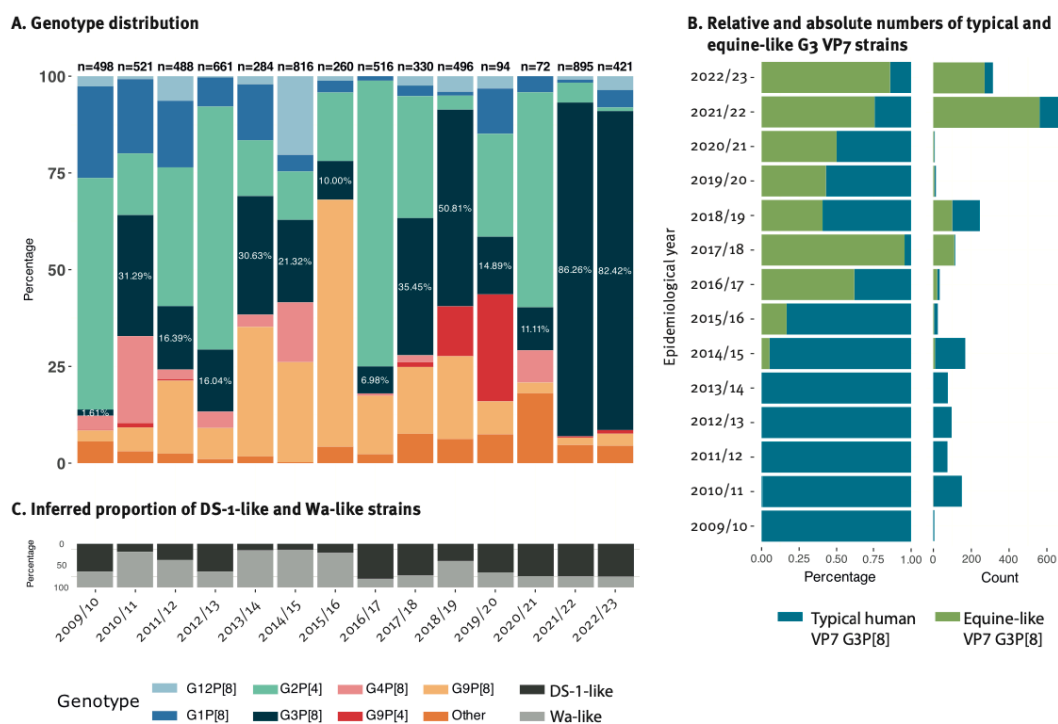 A. Genotype distribution
n=498 n=521 n=488 n=661 n=284 n=816 n=260 n=516 n=330 n=496 n=94 n=72 n=895 n=421
100
75
50
25
0
Percentage
1.61%
31.29%
16.39%
16.04%
30.63%
21.32%
10.00%
6.98%
35.45%
50.81%
14.89%
11.11%
86.26%
82.42%
C. Inferred proportion of DS-1-like and Wa-like strains
Percentage
0
50
100
2009/10 2010/11 2011/12 2012/13 2013/14 2014/15 2015/16 2016/17 2017/18 2018/19 2019/20 2020/21 2021/22 2022/23
Genotype
G12P[8] G2P[4] G4P[8] G9P[8] DS-1-like
G1P[8] G3P[8] G9P[4] Other Wa-like
B. Relative and absolute numbers of typical and
equine-like G3 VP7 strains
Epidemiological year
2022/23
2021/22
2020/21
2019/20
2018/19
2017/18
2016/17
2015/16
2014/15
2013/14
2012/13
2011/12
2010/11
2009/10
0.00 0.25 0.50 0.75 1.00 0 200 400 600
Percentage Count
Typical human Equine-like
VP7 G3P[8] VP7 G3P[8]